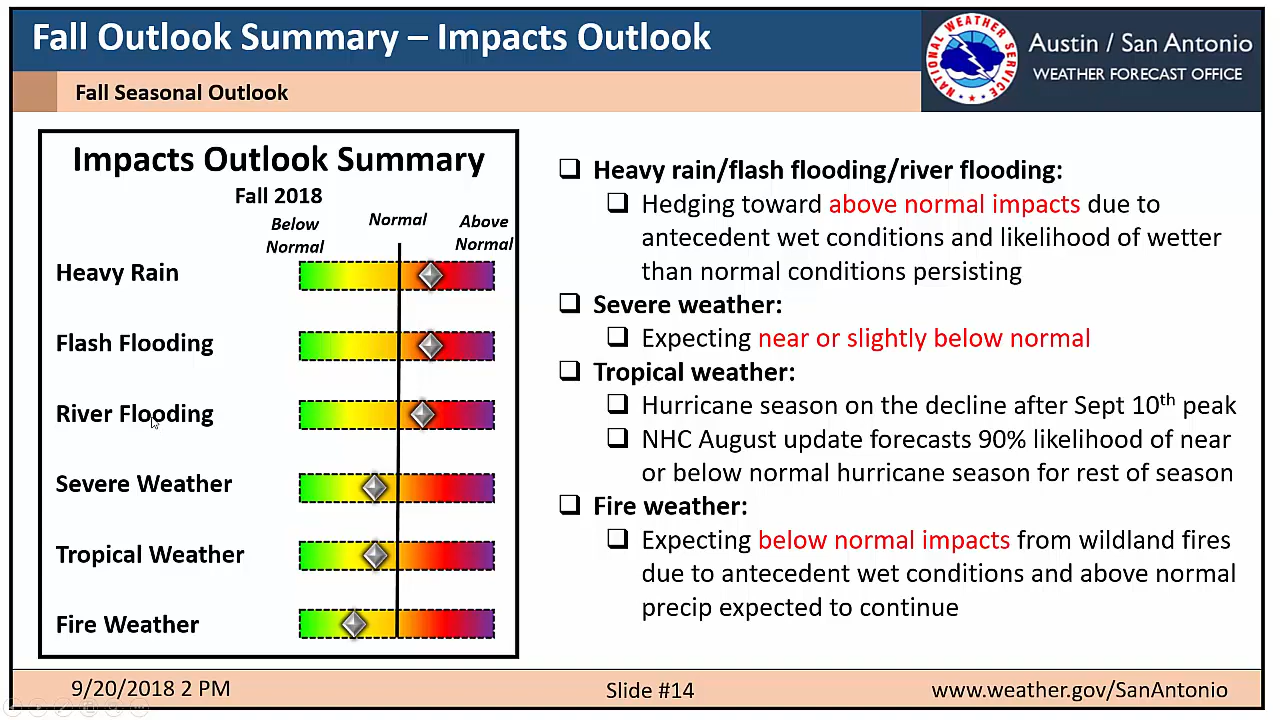 Fall Outlook Summary – Impacts Outlook
NATIONAL WEATHER SERVICE
Austin / San Antonio
WEATHER FORECAST OFFICE
Fall Seasonal Outlook
Impacts Outlook Summary
Fall 2018
Below Normal
Normal
Above Normal
Heavy Rain
Flash Flooding
River Flooding
Severe Weather
Tropical Weather
Fire Weather
Heavy rain/flash flooding/river flooding:
Hedging toward above normal impacts due to
antecedent wet conditions and likelihood of wetter
than normal conditions persisting
Severe weather:
Expecting near or slightly below normal
Tropical weather:
Hurricane season on the decline after Sept 10th peak
NHC August update forecasts 90% likelihood of near
or below normal hurricane season for rest of season
Fire weather:
Expecting below normal impacts from wildland fires
due to antecedent wet conditions and above normal
precip expected to continue
9/20/2018 2 PM
Slide #14
www.weather.gov/SanAntonio